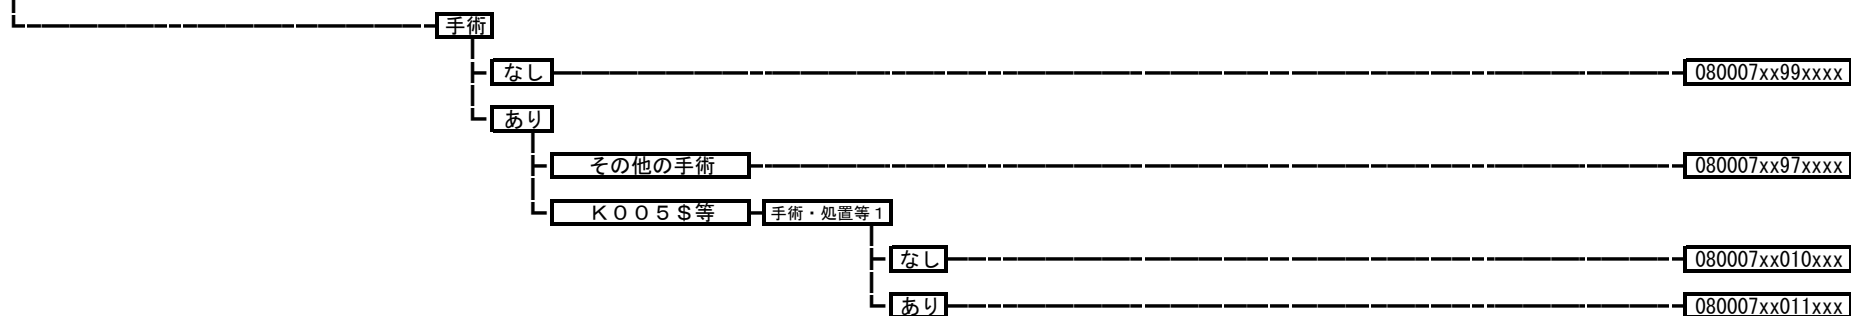 手術
なし 080007xx99xxxx
あり
その他の手術 080007xx97xxxx
K005$等 手術・処置等1
なし 080007xx010xxx
あり 080007xx011xxx